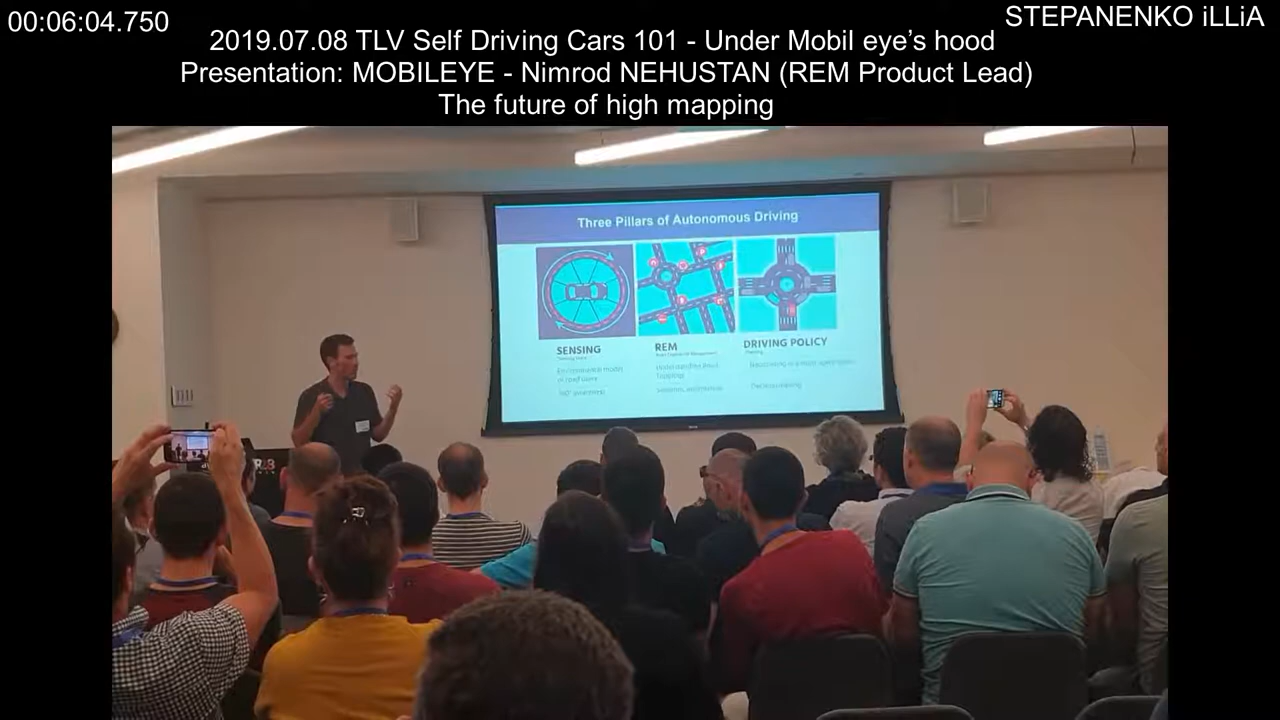 00:06:04.750
STEPANENKO iLLiA
2019.07.08 TLV Self Driving Cars 101 - Under Mobil eye’s hood
Presentation: MOBILEYE - Nimrod NEHUSTAN (REM Product Lead)
The future of high mapping
Three Pillars of Autonomous Driving
SENSING
REM
DRIVING POLICY